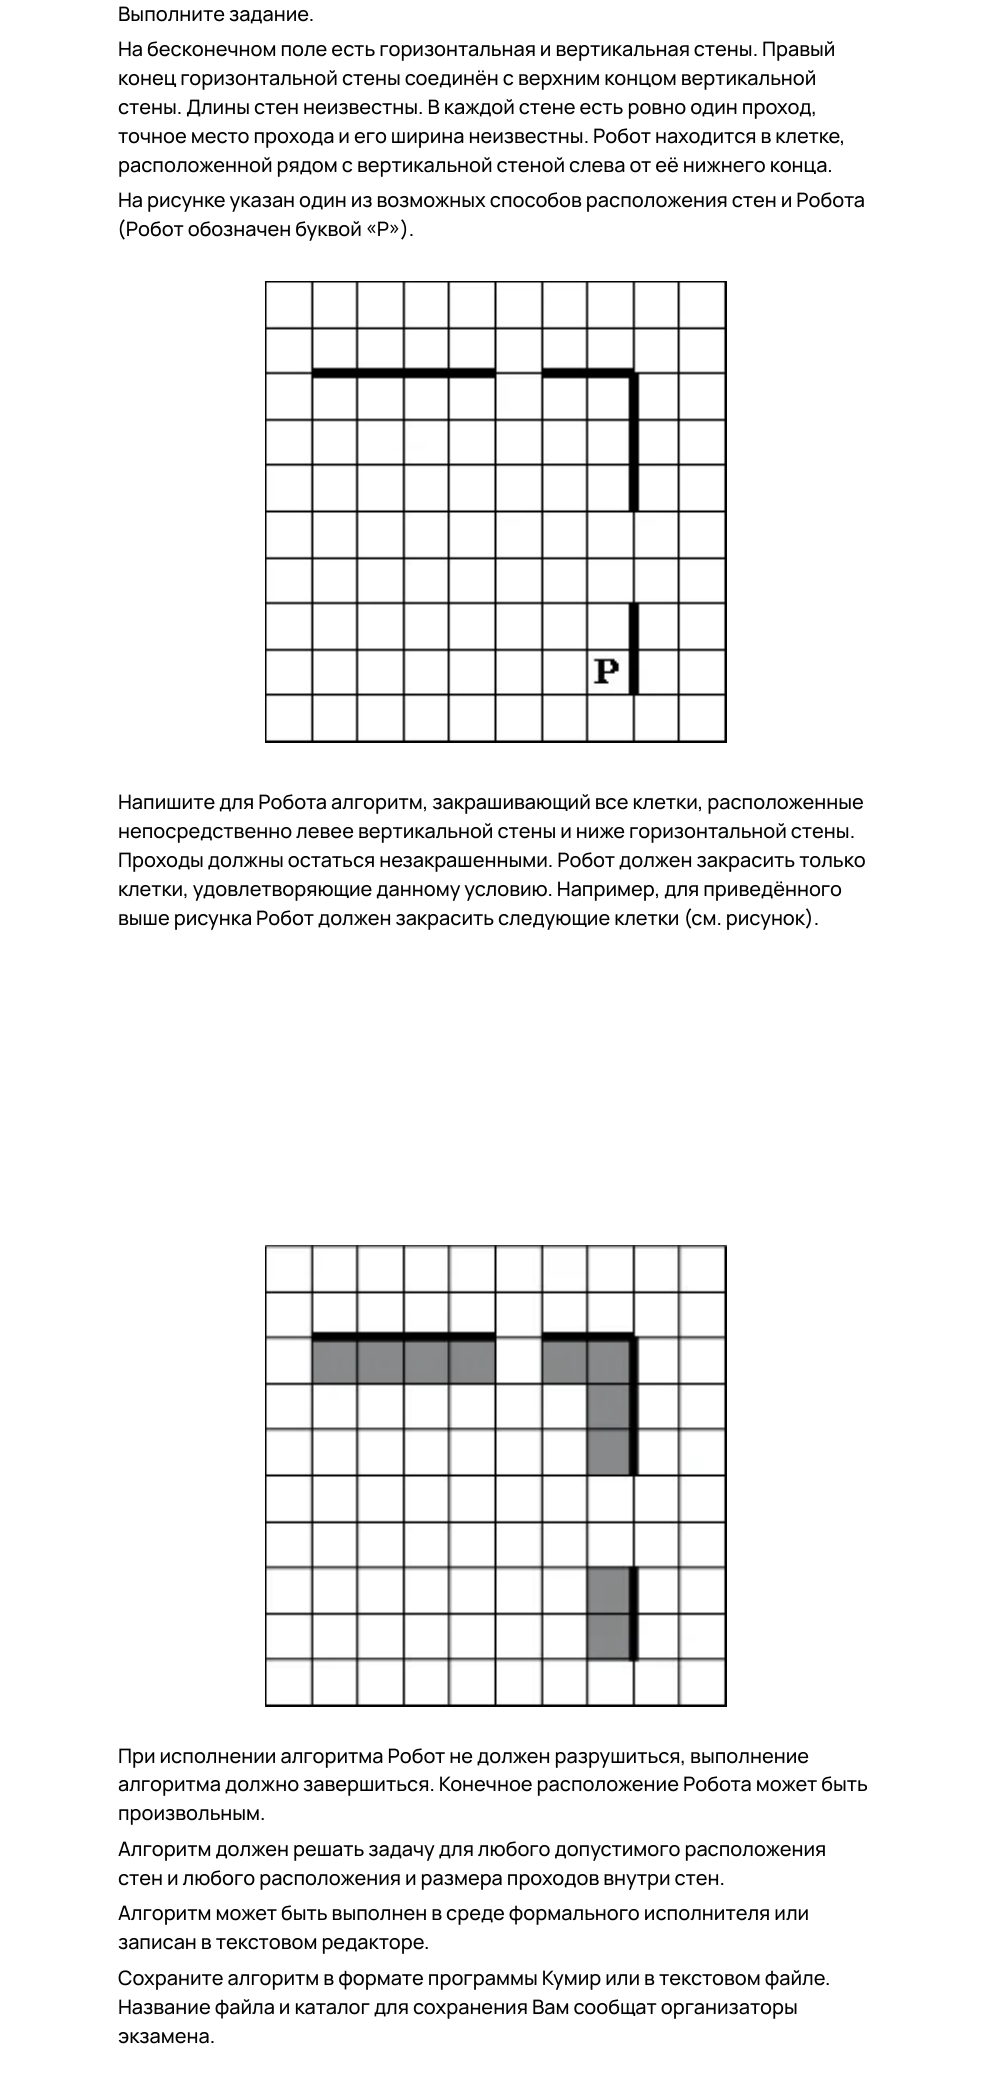 Выполните задание.
На бесконечном поле есть горизонтальная и вертикальная стены. Правый
конец горизонтальной стены соединён с верхним концом вертикальной
стены. Длины стен неизвестны. В каждой стене есть ровно один проход,
точное место прохода и его ширина неизвестны. Робот находится в клетке,
расположенной рядом с вертикальной стеной слева от её нижнего конца.
На рисунке указан один из возможных способов расположения стен и Робота
(Робот обозначен буквой «Р»).
Р
Напишите для Робота алгоритм, закрашивающий все клетки, расположенные
непосредственно левее вертикальной стены и ниже горизонтальной стены.
Проходы должны остаться незакрашенными. Робот должен закрасить только
клетки, удовлетворяющие данному условию. Например, для приведённого
выше рисунка Робот должен закрасить следующие клетки (см. рисунок).
При исполнении алгоритма Робот не должен разрушиться, выполнение
алгоритма должно завершиться. Конечное расположение Робота может быть
произвольным.
Алгоритм должен решать задачу для любого допустимого расположения
стен и любого расположения и размера проходов внутри стен.
Алгоритм может быть выполнен в среде формального исполнителя или
записан в текстовом редакторе.
Сохраните алгоритм в формате программы Кумир или в текстовом файле.
Название файла и каталог для сохранения Вам сообщат организаторы
экзамена.